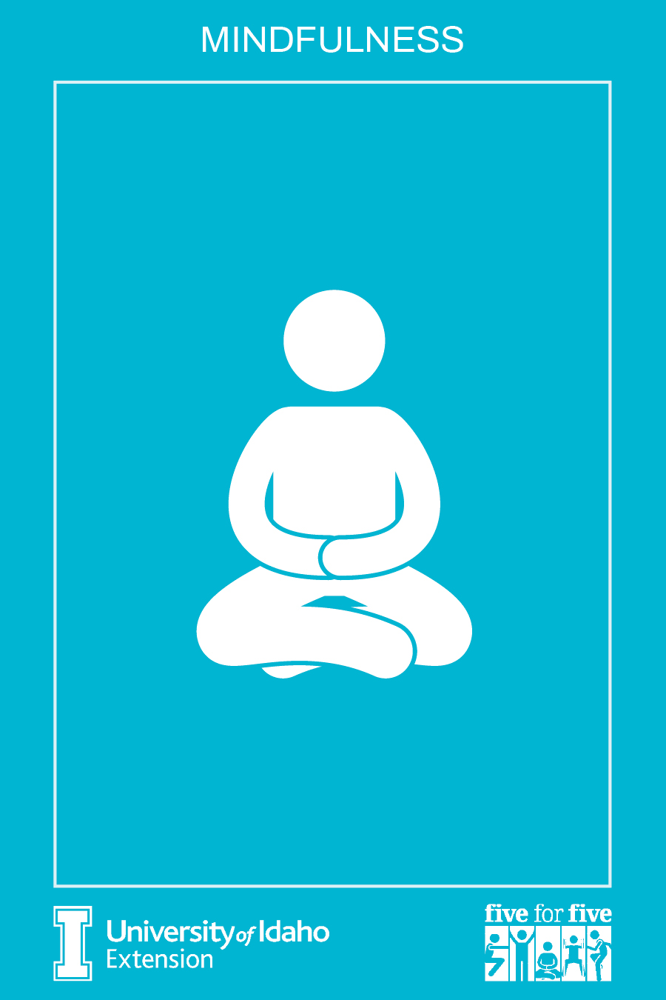 MINDFULNESS
University of Idaho
Extension
five for five